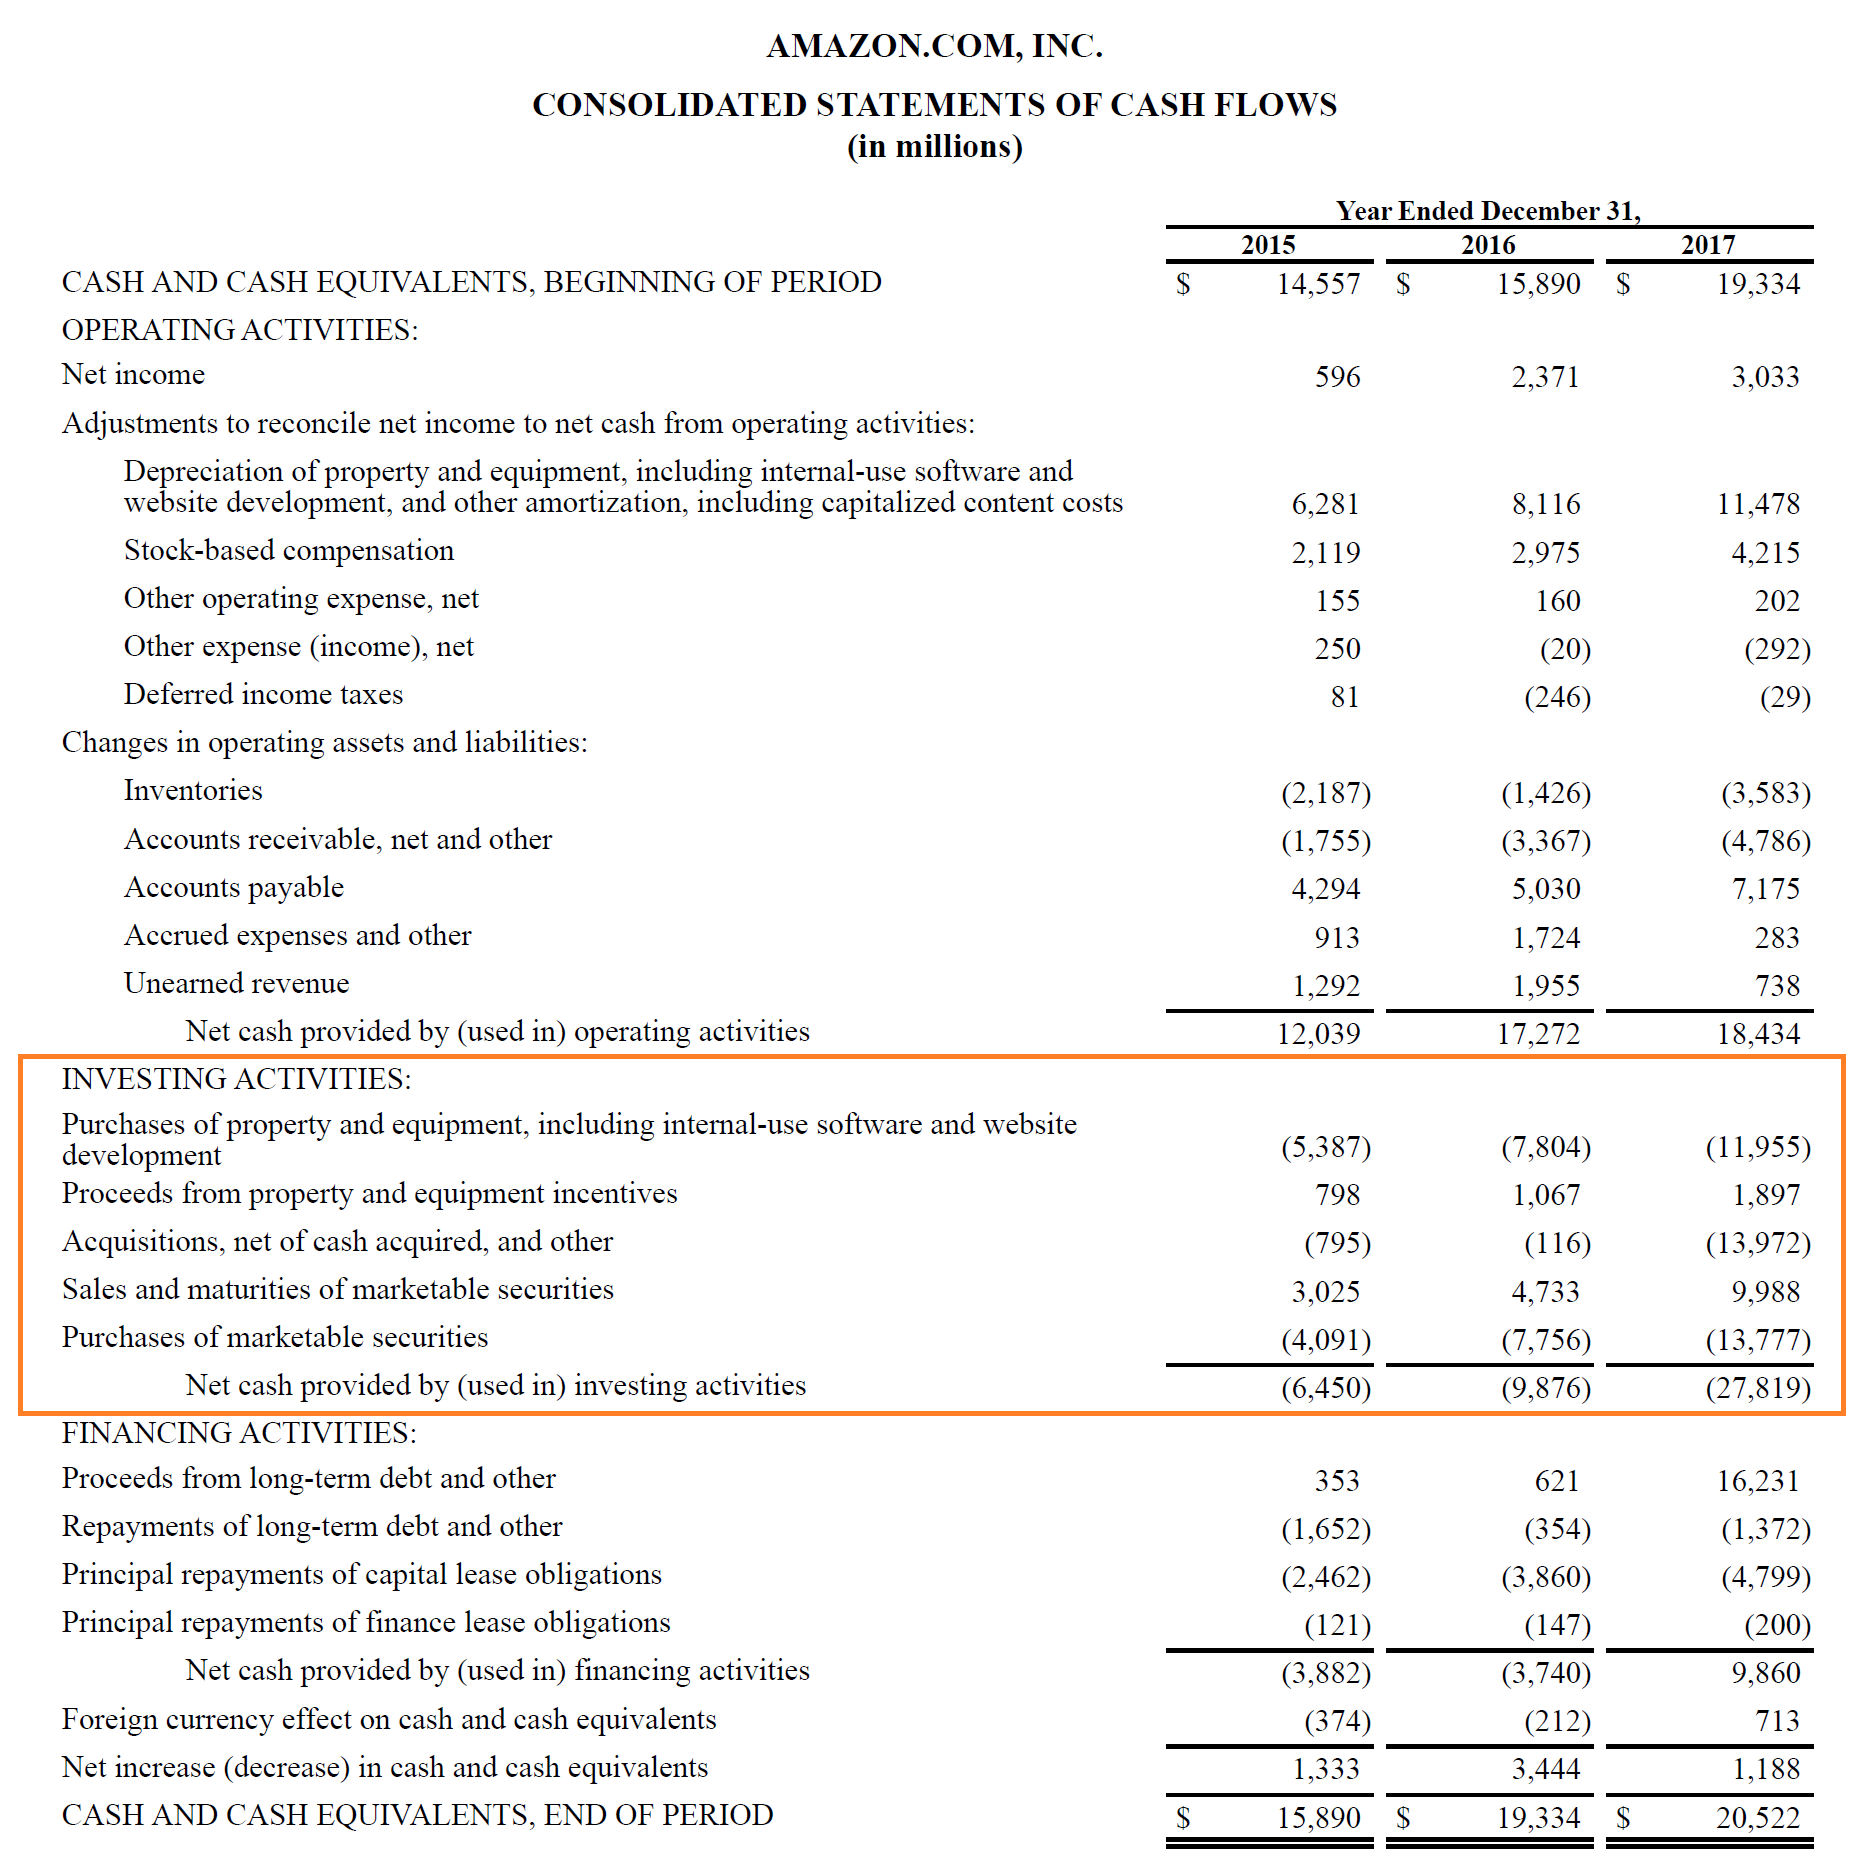 AMAZON.COM, INC.
CONSOLIDATED STATEMENTS OF CASH FLOWS
(in millions)
Year Ended December 31,
2015 2016 2017
CASH AND CASH EQUIVALENTS, BEGINNING OF PERIOD $ 14,557 $ 15,890 $ 19,334
OPERATING ACTIVITIES:
Net income 596 2,371 3,033
Adjustments to reconcile net income to net cash from operating activities:
Depreciation of property and equipment, including internal-use software and
website development, and other amortization, including capitalized content costs 6,281 8,116 11,478
Stock-based compensation 2,119 2,975 4,215
Other operating expense, net 155 160 202
Other expense (income), net 250 (20) (292)
Deferred income taxes 81 (246) (29)
Changes in operating assets and liabilities:
Inventories (2,187) (1,426) (3,583)
Accounts receivable, net and other (1,755) (3,367) (4,786)
Accounts payable 4,294 5,030 7,175
Accrued expenses and other 913 1,724 283
Unearned revenue 1,292 1,955 738
Net cash provided by (used in) operating activities 12,039 17,272 18,434
INVESTING ACTIVITIES:
Purchases of property and equipment, including internal-use software and website
development (5,387) (7,804) (11,955)
Proceeds from property and equipment incentives 798 1,067 1,897
Acquisitions, net of cash acquired, and other (795) (116) (13,972)
Sales and maturities of marketable securities 3,025 4,733 9,988
Purchases of marketable securities (4,091) (7,756) (13,777)
Net cash provided by (used in) investing activities (6,450) (9,876) (27,819)
FINANCING ACTIVITIES:
Proceeds from long-term debt and other 353 621 16,231
Repayments of long-term debt and other (1,652) (354) (1,372)
Principal repayments of capital lease obligations (2,462) (3,860) (4,799)
Principal repayments of finance lease obligations (121) (147) (200)
Net cash provided by (used in) financing activities (3,882) (3,740) 9,860
Foreign currency effect on cash and cash equivalents (374) (212) 713
Net increase (decrease) in cash and cash equivalents 1,333 3,444 1,188
CASH AND CASH EQUIVALENTS, END OF PERIOD $ 15,890 $ 19,334 $ 20,522